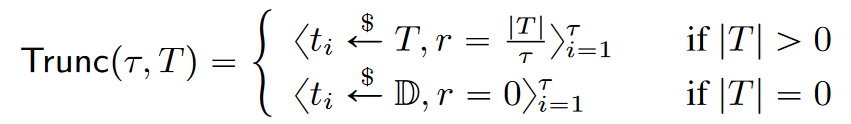 Trunc(τ, T) = { ⟨t_i ←$ T, r = |T|/τ⟩_{i=1}^τ if |T| > 0
⟨t_i ←$ 𝔻, r = 0⟩_{i=1}^τ if |T| = 0